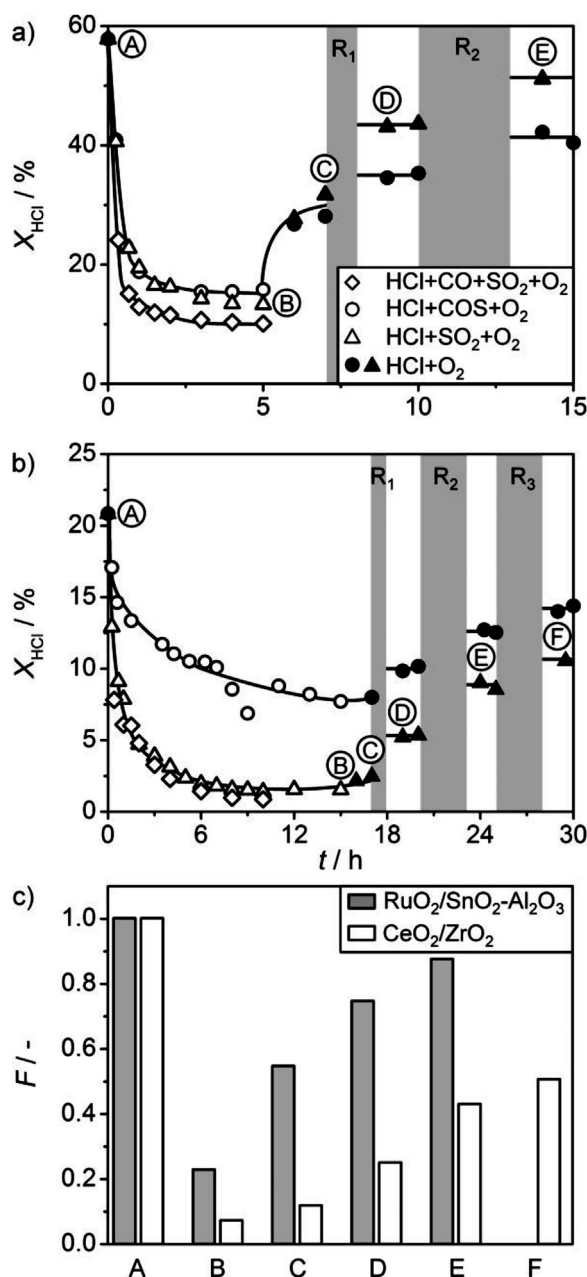 a)
60
40
20
0
X_HCl / %
0 5 10 15
A
B
C
D
E
R₁
R₂
HCl+CO+SO₂+O₂
HCl+COS+O₂
HCl+SO₂+O₂
HCl+O₂
b)
25
20
15
10
5
0
X_HCl / %
0 6 12 18 24 30
t / h
A
B
C
D
E
F
R₁
R₂
R₃
c)
1.0
0.8
0.6
0.4
0.2
0.0
F / -
RuO₂/SnO₂-Al₂O₃
CeO₂/ZrO₂
A B C D E F